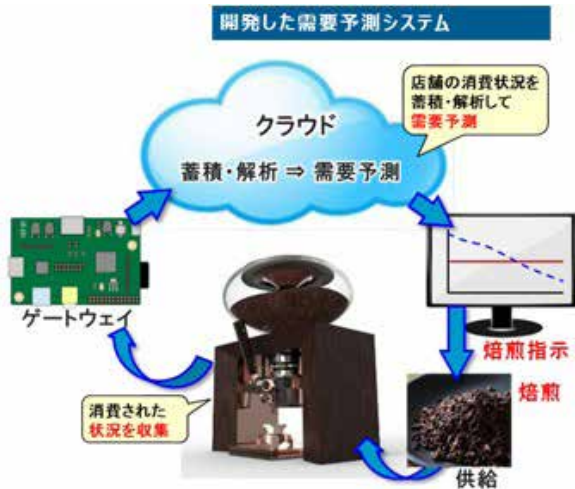 開発した需要予測システム
店舗の消費状況を
蓄積・解析して
需要予測
クラウド
蓄積・解析 ⇒ 需要予測
ゲートウェイ
焙煎指示
焙煎
消費された
状況を収集
供給